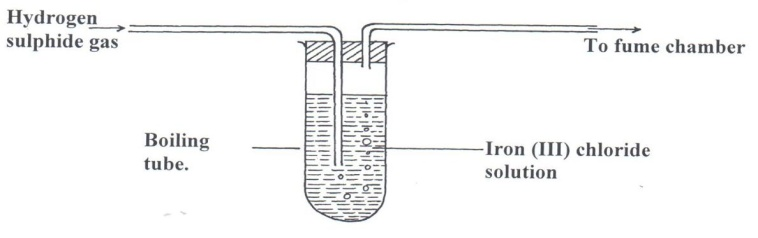 Hydrogen
sulphide gas
To fume chamber
Boiling
tube.
Iron (III) chloride
solution